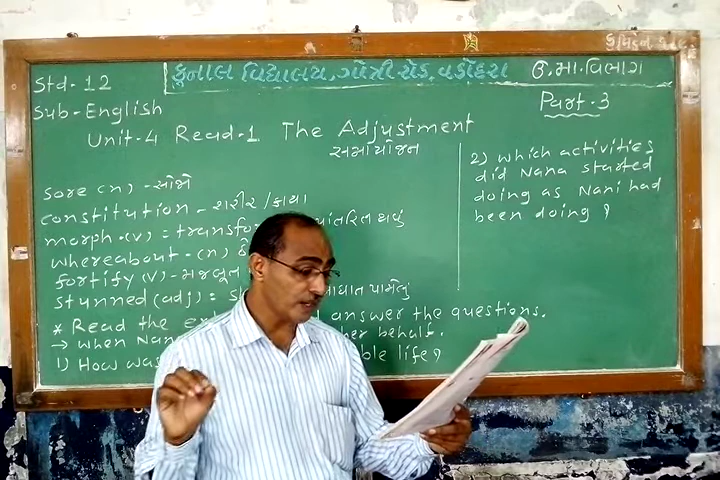 Std-12
કુનાલ વિદ્યાલય, ગોત્રી રોડ, વડોદરા
ઉ.મા.વિભાગ
Sub-English
Part-3
Unit-4 Read-1 The Adjustment
સમાયોજન
sore (n) - સોજો
constitution - શરીર / કાયા
morph-(v) = transfo
whereabout-(n)
fortify (v) - મજબૂત
stunned (adj) = s આઘાત પામેલું
* Read the answer the questions.
→ when Nan her behalf.
1) How was ble life?
2) which activities
did Nana started
doing as Nani had
been doing ?